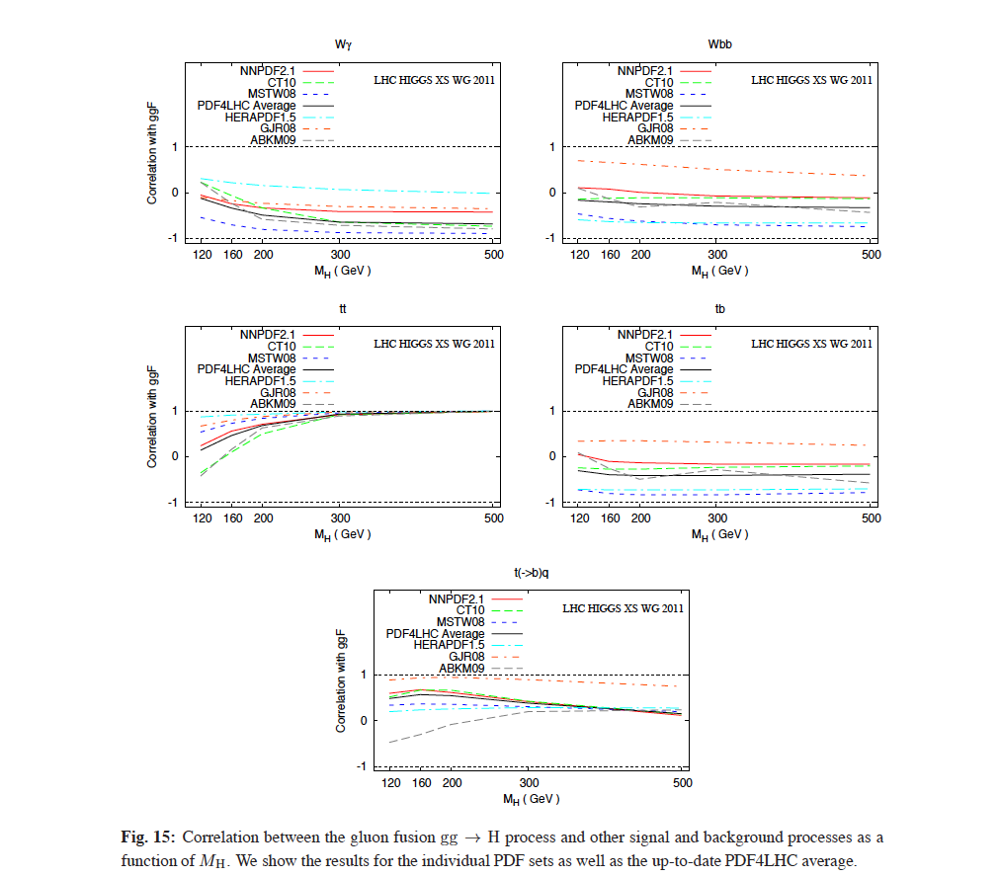 Wγ
NNPDF2.1
CT10
MSTW08
PDF4LHC Average
HERAPDF1.5
GJR08
ABKM09
LHC HIGGS XS WG 2011
Correlation with ggF
1
0
-1
120 160 200 300 500
M_H ( GeV )
Wbb
NNPDF2.1
CT10
MSTW08
PDF4LHC Average
HERAPDF1.5
GJR08
ABKM09
LHC HIGGS XS WG 2011
1
0
-1
120 160 200 300 500
M_H ( GeV )
tt
NNPDF2.1
CT10
MSTW08
PDF4LHC Average
HERAPDF1.5
GJR08
ABKM09
LHC HIGGS XS WG 2011
Correlation with ggF
1
0
-1
120 160 200 300 500
M_H ( GeV )
tb
NNPDF2.1
CT10
MSTW08
PDF4LHC Average
HERAPDF1.5
GJR08
ABKM09
LHC HIGGS XS WG 2011
1
0
-1
120 160 200 300 500
M_H ( GeV )
t(->b)q
NNPDF2.1
CT10
MSTW08
PDF4LHC Average
HERAPDF1.5
GJR08
ABKM09
LHC HIGGS XS WG 2011
Correlation with ggF
1
0
-1
120 160 200 300 500
M_H ( GeV )
Fig. 15: Correlation between the gluon fusion gg → H process and other signal and background processes as a
function of M_H. We show the results for the individual PDF sets as well as the up-to-date PDF4LHC average.